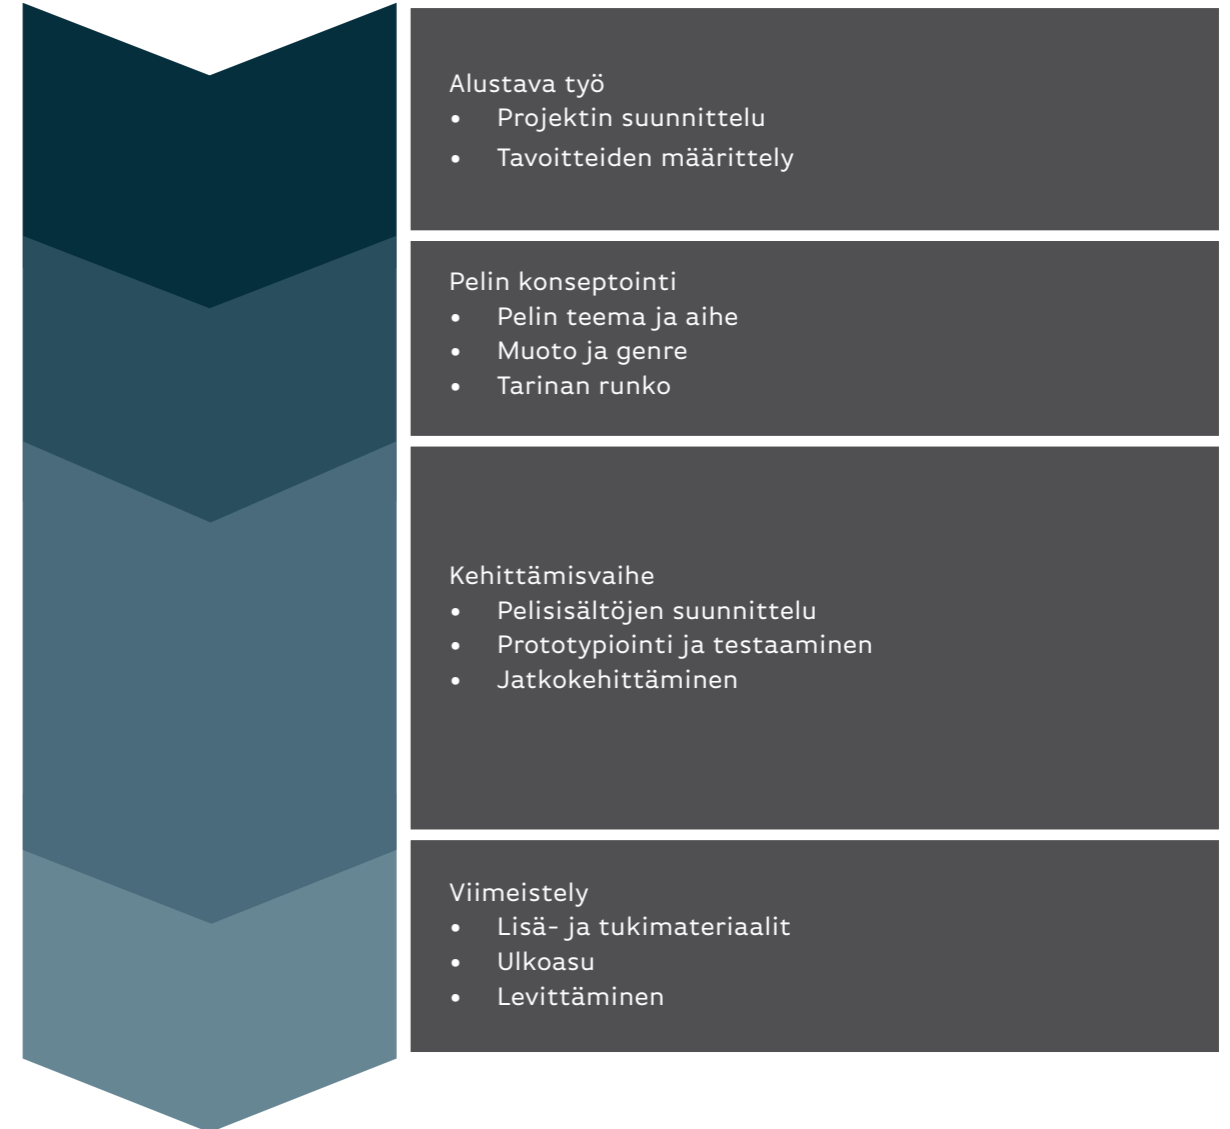 Alustava työ
• Projektin suunnittelu
• Tavoitteiden määrittely
Pelin konseptointi
• Pelin teema ja aihe
• Muoto ja genre
• Tarinan runko
Kehittämisvaihe
• Pelisisältöjen suunnittelu
• Prototypiointi ja testaaminen
• Jatkokehittäminen
Viimeistely
• Lisä- ja tukimateriaalit
• Ulkoasu
• Levittäminen